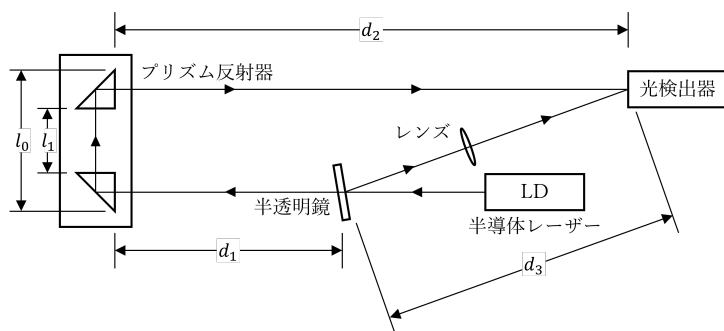 d₂
プリズム反射器
光検出器
l₀
l₁
レンズ
半透明鏡
LD
半導体レーザー
d₁
d₃